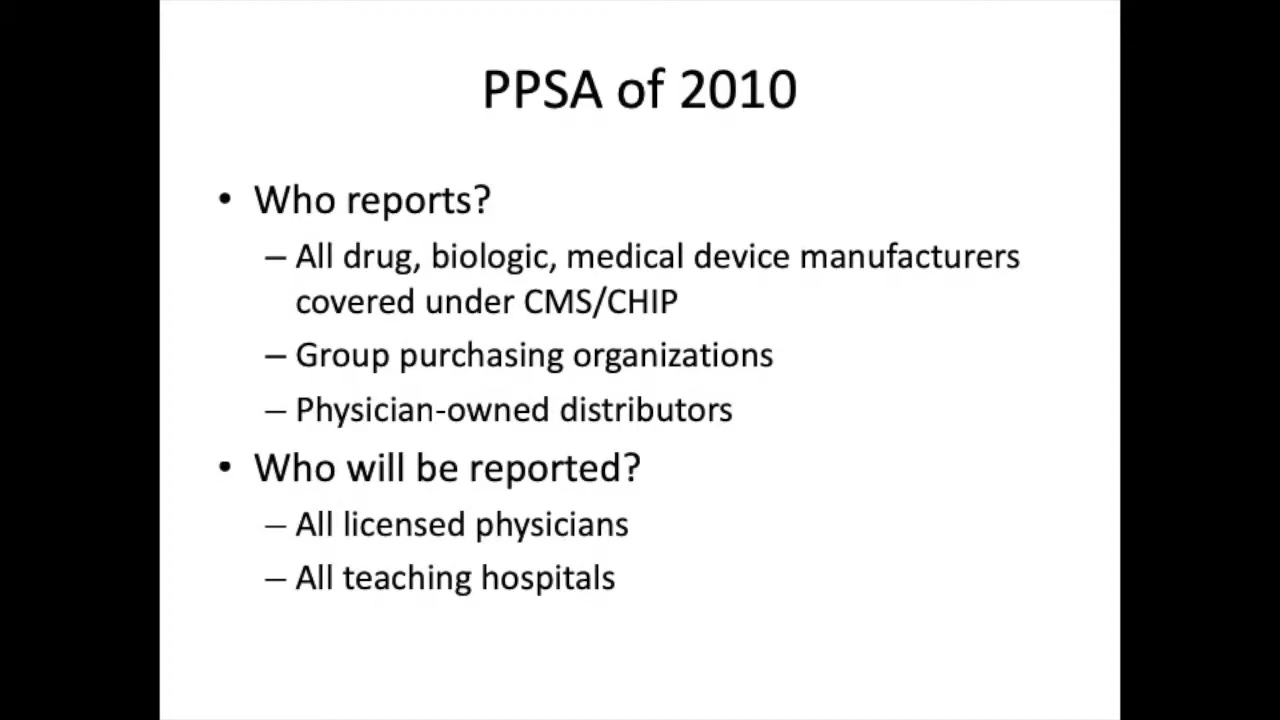 PPSA of 2010
• Who reports?
– All drug, biologic, medical device manufacturers
covered under CMS/CHIP
– Group purchasing organizations
– Physician-owned distributors
• Who will be reported?
– All licensed physicians
– All teaching hospitals